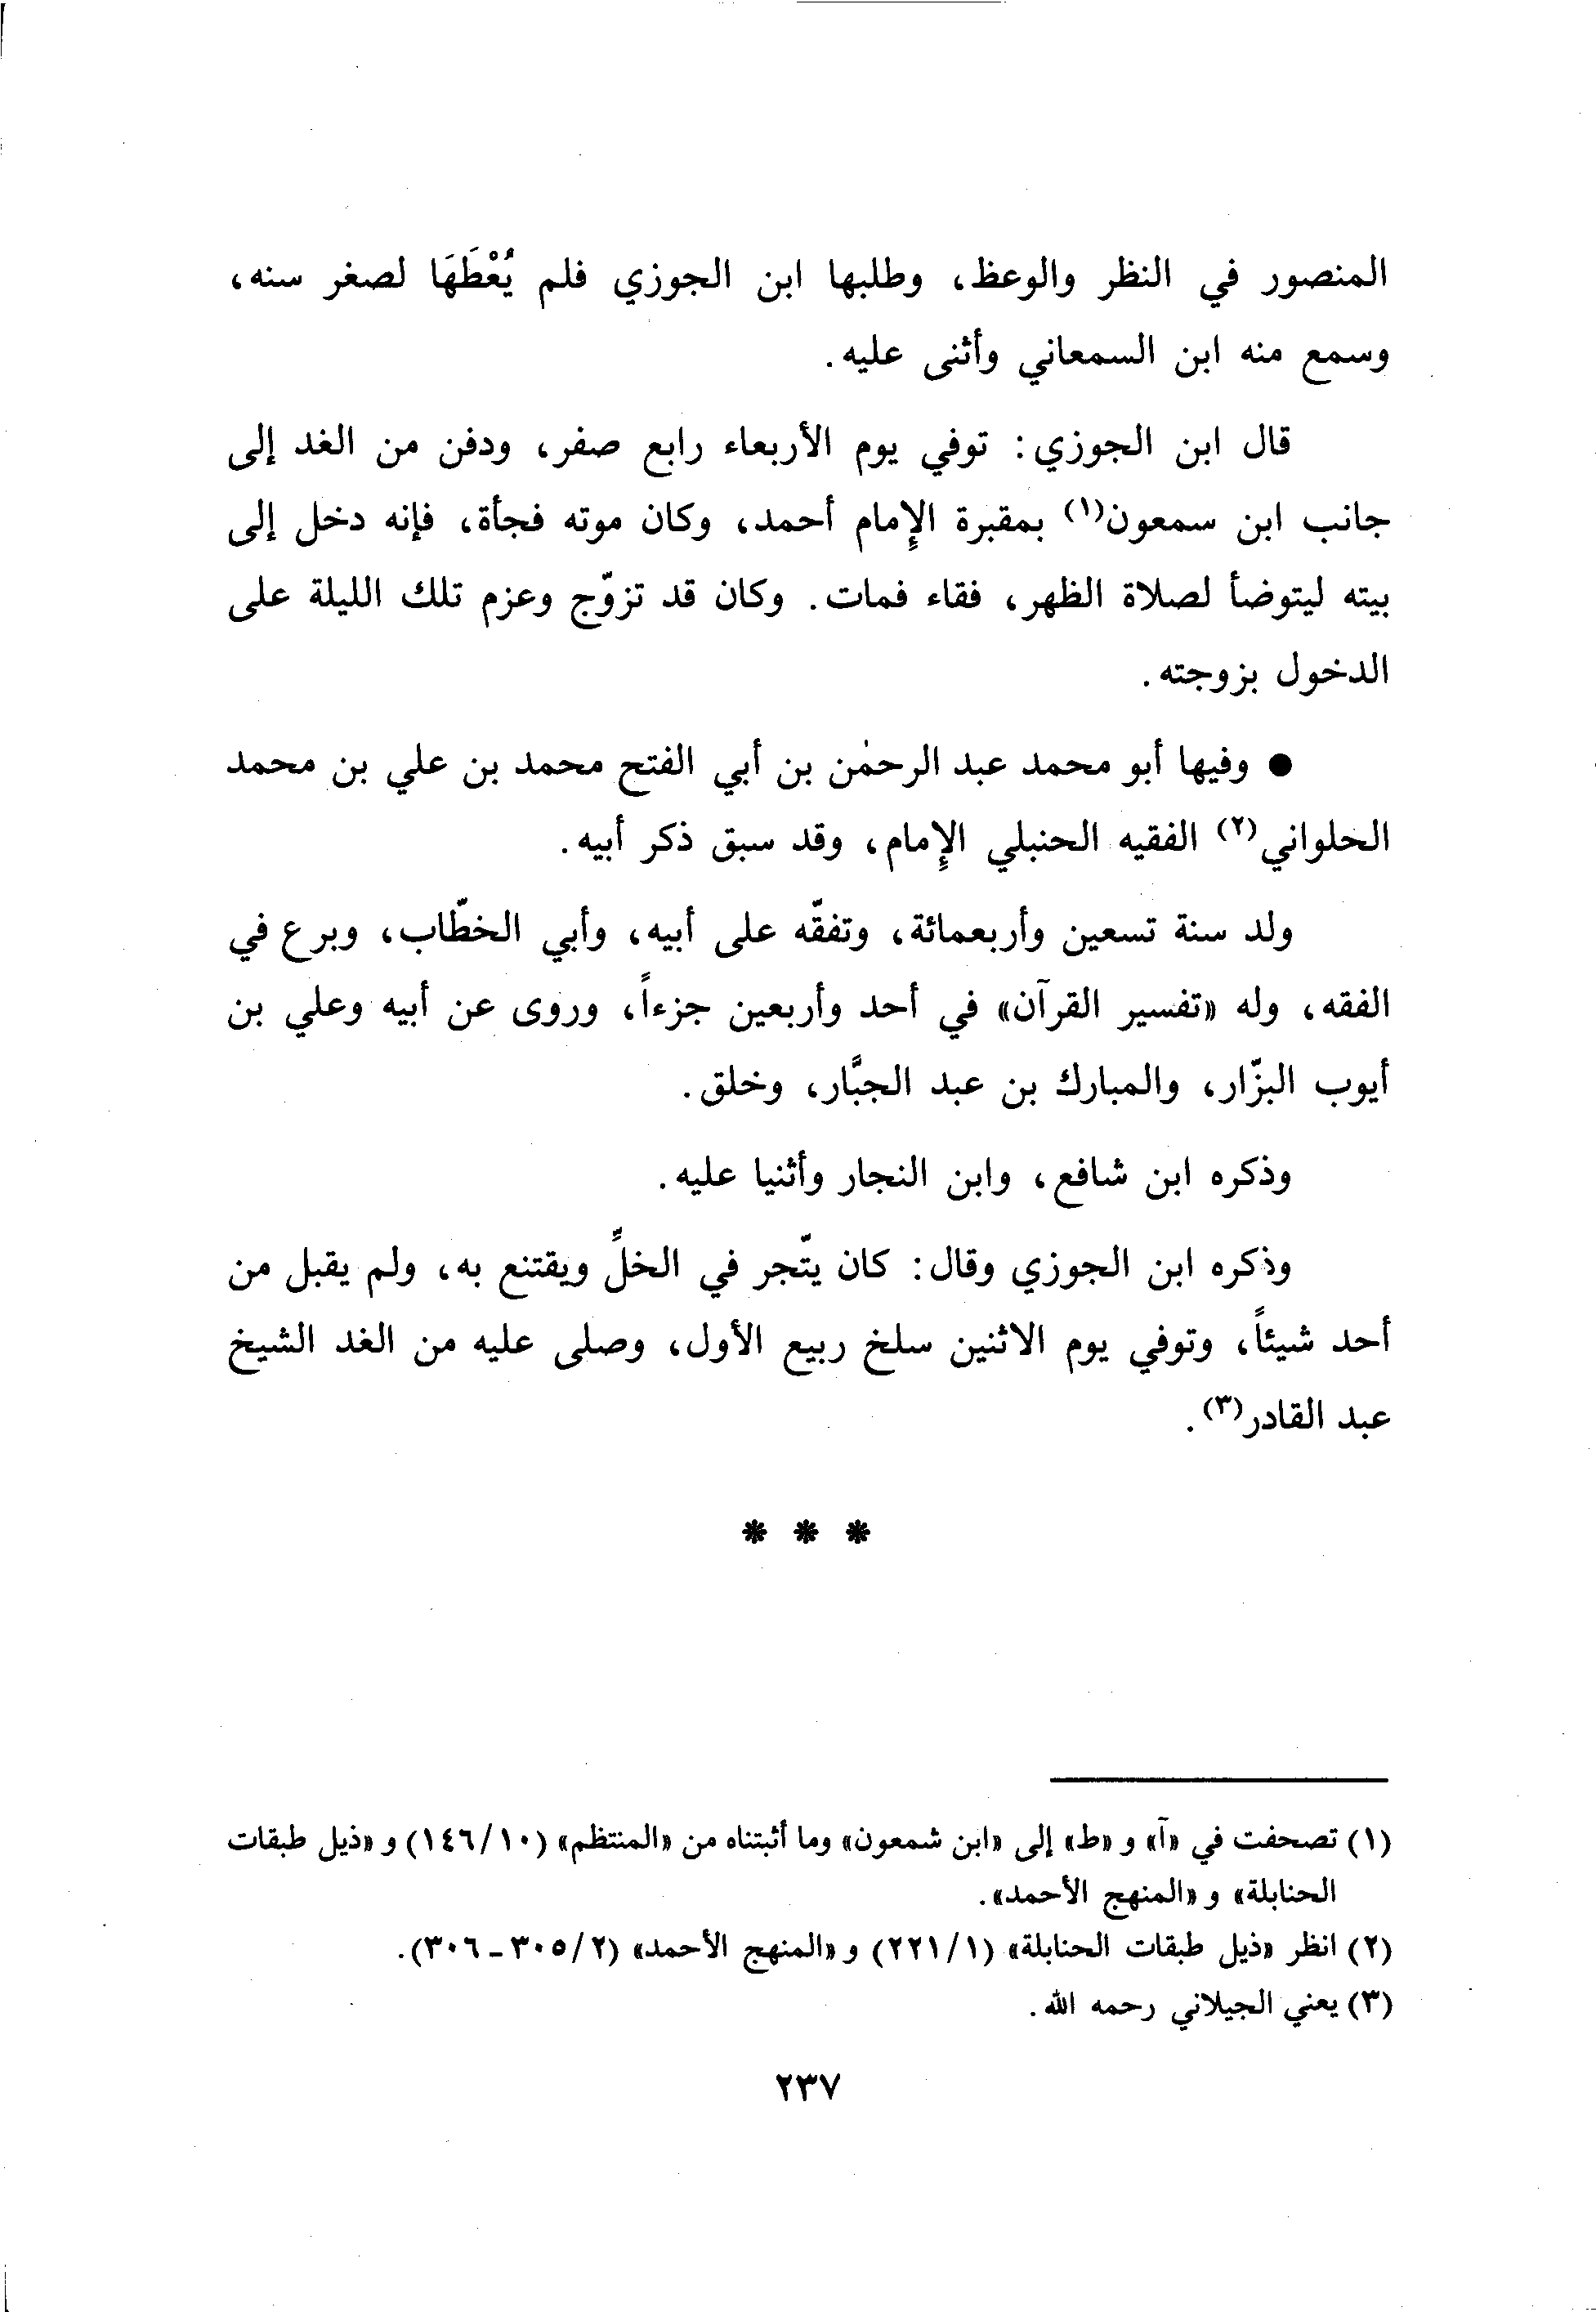 المنصور في النظر والوعظ، وطلبها ابن الجوزي فلم يُعْطَهَا لصغر سنه،
وسمع منه ابن السمعاني وأثنى عليه.
قال ابن الجوزي: توفي يوم الأربعاء رابع صفر، ودفن من الغد إلى
جانب ابن سمعون(١) بمقبرة الإِمام أحمد، وكان موته فجأة، فإنه دخل إلى
بيته ليتوضأ لصلاة الظهر، فقاء فمات. وكان قد تزوّج وعزم تلك الليلة على
الدخول بزوجته.
● وفيها أبو محمد عبد الرحمٰن بن أبي الفتح محمد بن علي بن محمد
الحلواني(٢) الفقيه الحنبلي الإِمام، وقد سبق ذكر أبيه.
ولد سنة تسعين وأربعمائة، وتفقّه على أبيه، وأبي الخطّاب، وبرع في
الفقه، وله «تفسير القرآن» في أحد وأربعين جزءاً، وروى عن أبيه وعلي بن
أيوب البزّار، والمبارك بن عبد الجبَّار، وخلق.
وذكره ابن شافع، وابن النجار وأثنيا عليه.
وذكره ابن الجوزي وقال: كان يتّجر في الخلِّ ويقتنع به، ولم يقبل من
أحد شيئاً، وتوفي يوم الاثنين سلخ ربيع الأول، وصلى عليه من الغد الشيخ
عبد القادر(٣).
* * *
(١) تصحفت في «آ» و «ط» إلى «ابن شمعون» وما أثبتناه من «المنتظم» (١٤٦/١٠) و «ذيل طبقات
الحنابلة» و «المنهج الأحمد».
(٢) انظر «ذيل طبقات الحنابلة» (٢٢١/١) و «المنهج الأحمد» (٣٠٥/٢ - ٣٠٦).
(٣) يعني الجيلاني رحمه الله.
٢٣٧